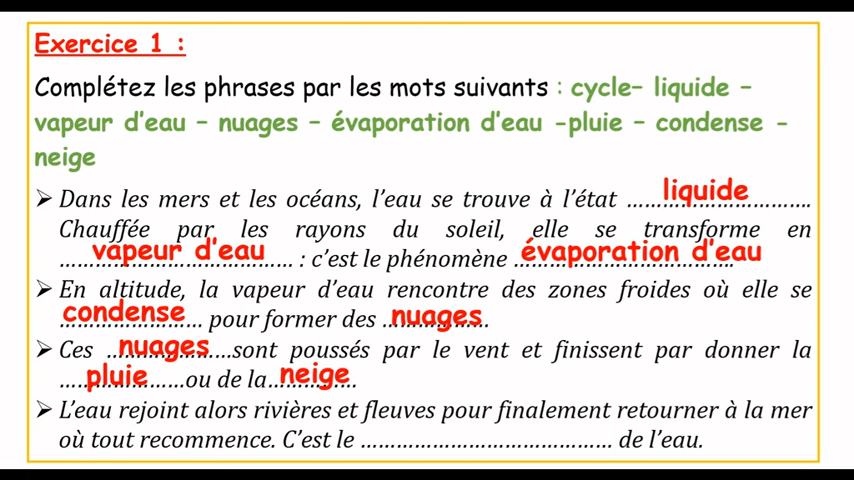 Exercice 1 :
Complétez les phrases par les mots suivants : cycle– liquide –
vapeur d'eau – nuages – évaporation d'eau -pluie – condense -
neige
➢ Dans les mers et les océans, l'eau se trouve à l'état ……liquide…….
Chauffée par les rayons du soleil, elle se transforme en
……vapeur d'eau…… : c'est le phénomène ……évaporation d'eau…….
➢ En altitude, la vapeur d'eau rencontre des zones froides où elle se
……condense…… pour former des ……nuages…….
➢ Ces ……nuages……sont poussés par le vent et finissent par donner la
……pluie……ou de la……neige……
➢ L'eau rejoint alors rivières et fleuves pour finalement retourner à la mer
où tout recommence. C'est le …………………………………… de l'eau.